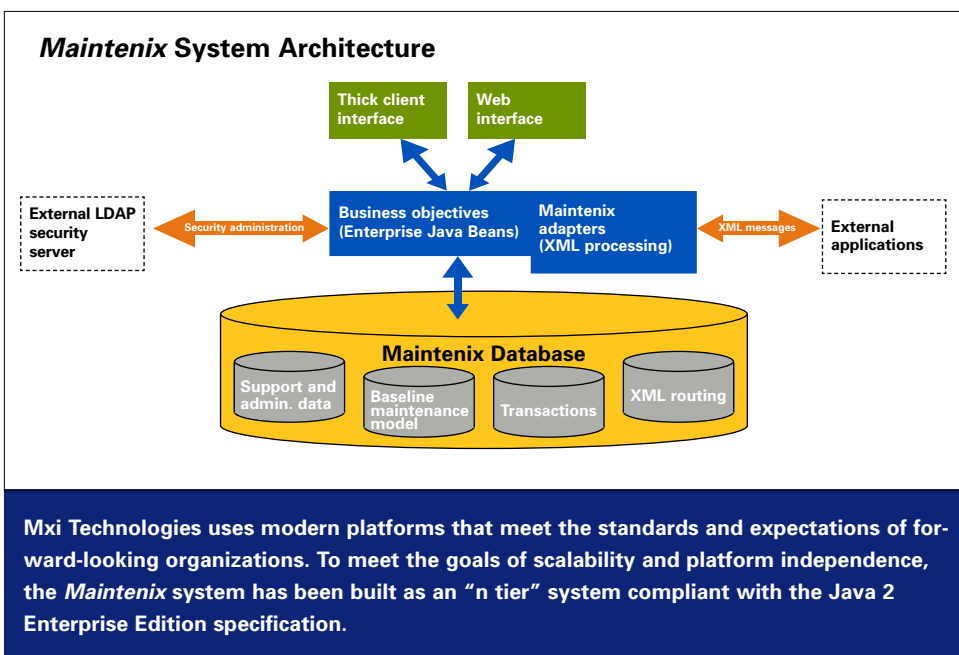 Maintenix System Architecture
Thick client
interface
Web
interface
External LDAP
security
server
Security administration
Business objectives
(Enterprise Java Beans)
Maintenix
adapters
(XML processing)
XML messages
External
applications
Maintenix Database
Support and
admin. data
Baseline
maintenance
model
Transactions
XML routing
Mxi Technologies uses modern platforms that meet the standards and expectations of for-
ward-looking organizations. To meet the goals of scalability and platform independence,
the Maintenix system has been built as an “n tier” system compliant with the Java 2
Enterprise Edition specification.